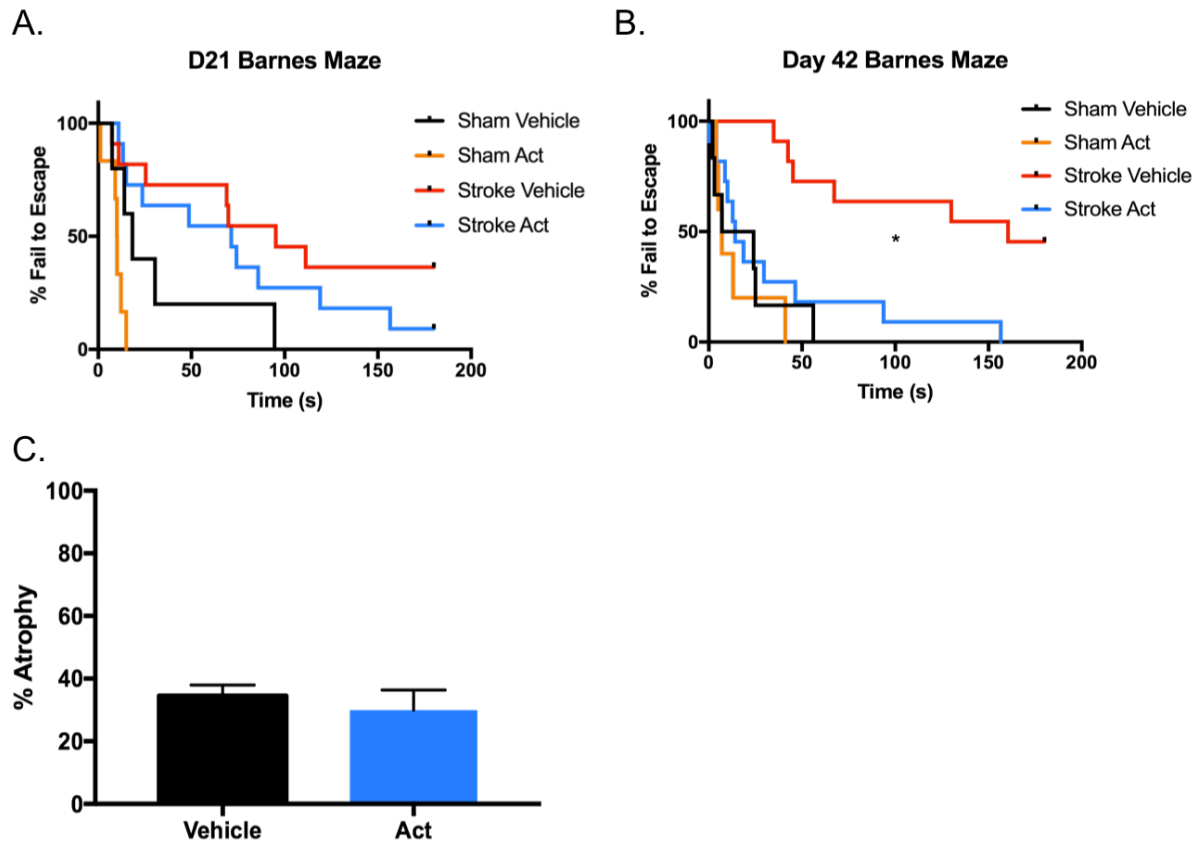 A.
D21 Barnes Maze
% Fail to Escape
100
50
0
0 50 100 150 200
Time (s)
Sham Vehicle
Sham Act
Stroke Vehicle
Stroke Act
B.
Day 42 Barnes Maze
% Fail to Escape
100
50
0
0 50 100 150 200
Time (s)
*
Sham Vehicle
Sham Act
Stroke Vehicle
Stroke Act
C.
% Atrophy
100
80
60
40
20
0
Vehicle Act